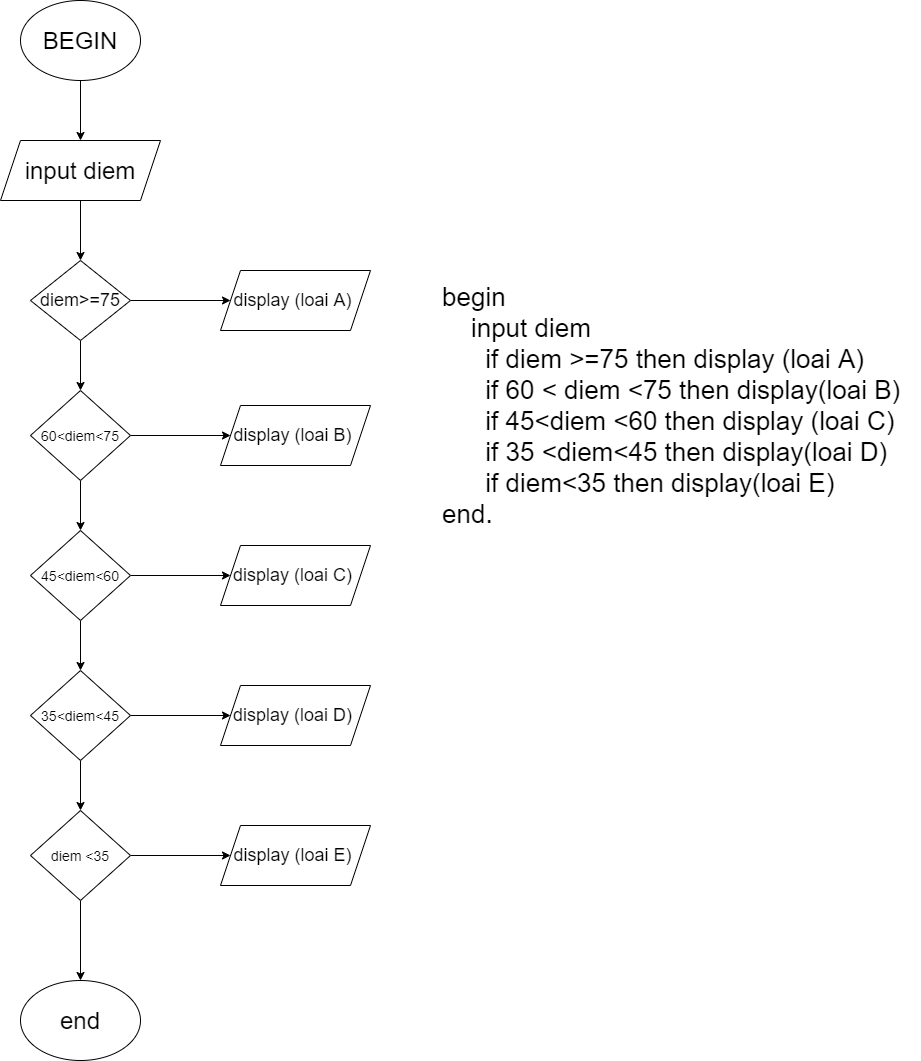 BEGIN
input diem
diem>=75
display (loai A)
60<diem<75
display (loai B)
45<diem<60
display (loai C)
35<diem<45
display (loai D)
diem <35
display (loai E)
end
begin
input diem
if diem >=75 then display (loai A)
if 60 < diem <75 then display(loai B)
if 45<diem <60 then display (loai C)
if 35 <diem<45 then display(loai D)
if diem<35 then display(loai E)
end.